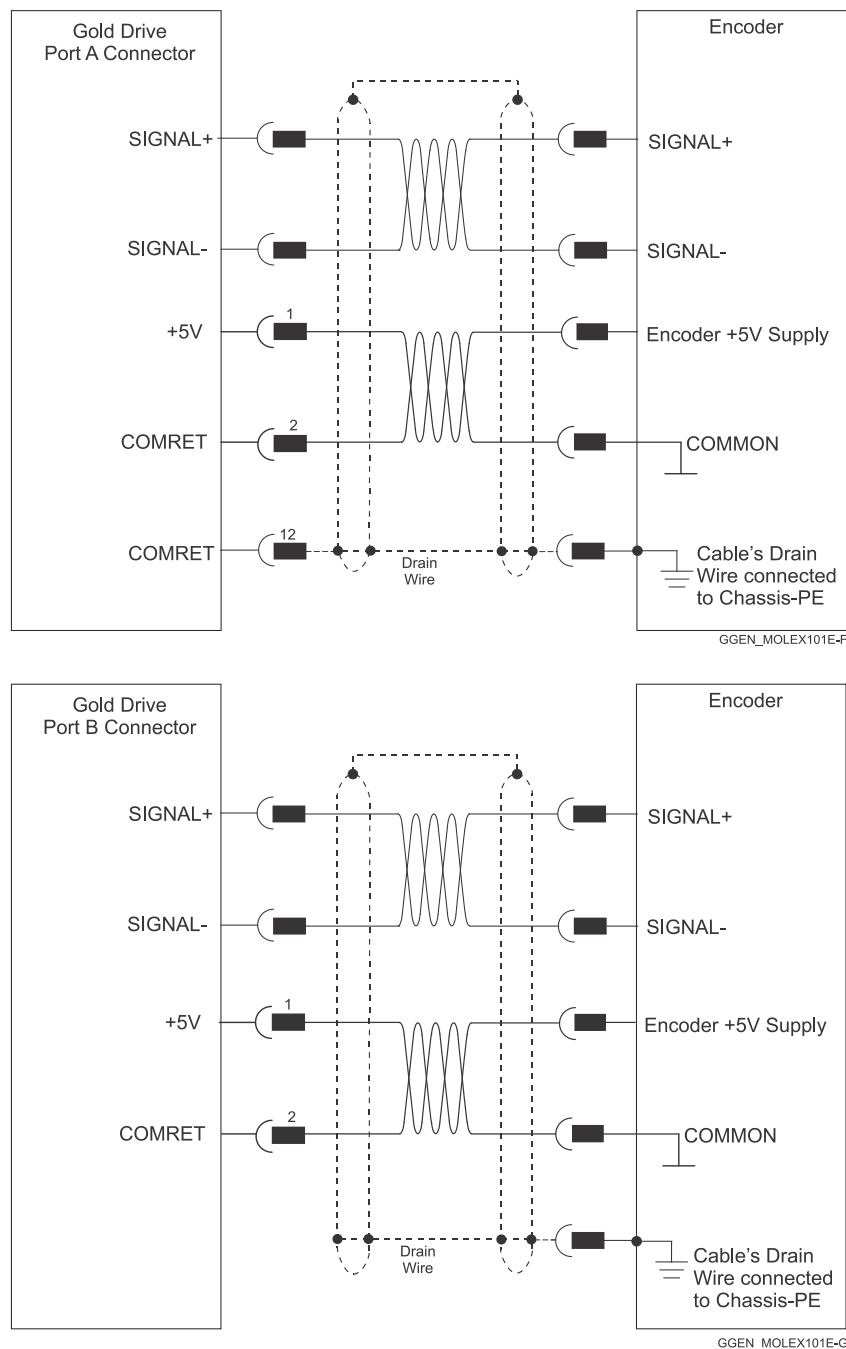 Gold Drive
Port A Connector
Encoder
SIGNAL+
SIGNAL+
SIGNAL-
SIGNAL-
+5V
1
Encoder +5V Supply
COMRET
2
COMMON
COMRET
12
Drain
Wire
Cable's Drain
Wire connected
to Chassis-PE
GGEN_MOLEX101E-F
Gold Drive
Port B Connector
Encoder
SIGNAL+
SIGNAL+
SIGNAL-
SIGNAL-
+5V
1
Encoder +5V Supply
COMRET
2
COMMON
Drain
Wire
Cable's Drain
Wire connected
to Chassis-PE
GGEN_MOLEX101E-G